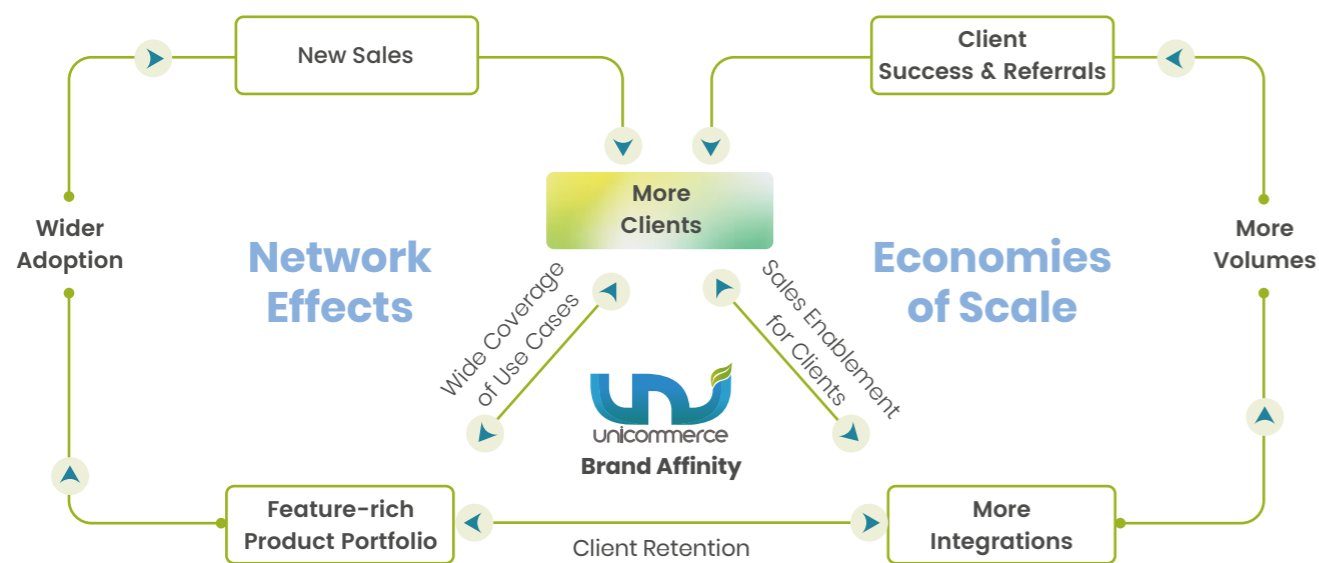 New Sales
Client
Success & Referrals
More
Clients
Wider
Adoption
Network
Effects
Economies
of Scale
More
Volumes
Wide Coverage
of Use Cases
Sales Enablement
for Clients
unicommerce
Brand Affinity
Feature-rich
Product Portfolio
Client Retention
More
Integrations